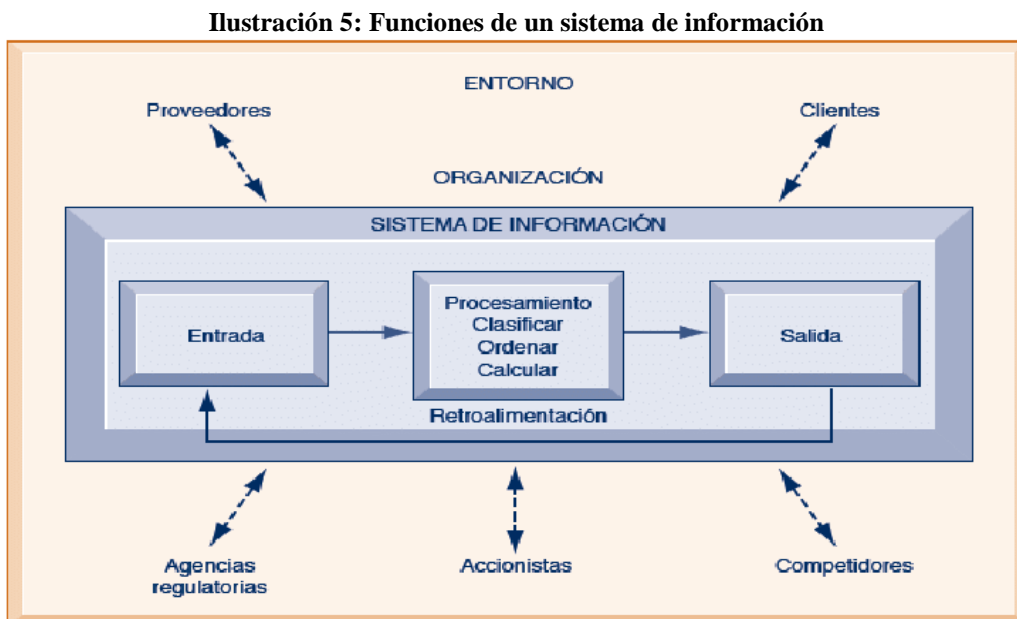 Ilustración 5: Funciones de un sistema de información
ENTORNO
Proveedores
Clientes
ORGANIZACIÓN
SISTEMA DE INFORMACIÓN
Entrada
Procesamiento
Clasificar
Ordenar
Calcular
Salida
Retroalimentación
Agencias
regulatorias
Accionistas
Competidores